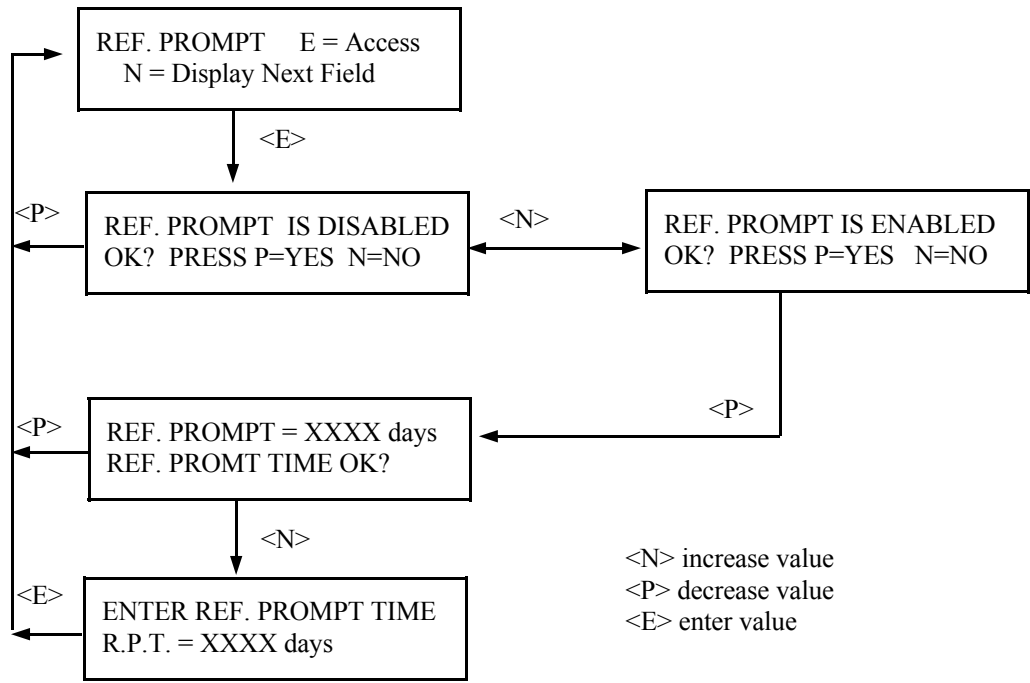 REF. PROMPT E = Access
N = Display Next Field
<E>
<P>
REF. PROMPT IS DISABLED
OK? PRESS P=YES N=NO
<N>
REF. PROMPT IS ENABLED
OK? PRESS P=YES N=NO
<P>
<P>
REF. PROMPT = XXXX days
REF. PROMT TIME OK?
<N>
<E>
ENTER REF. PROMPT TIME
R.P.T. = XXXX days
<N> increase value
<P> decrease value
<E> enter value